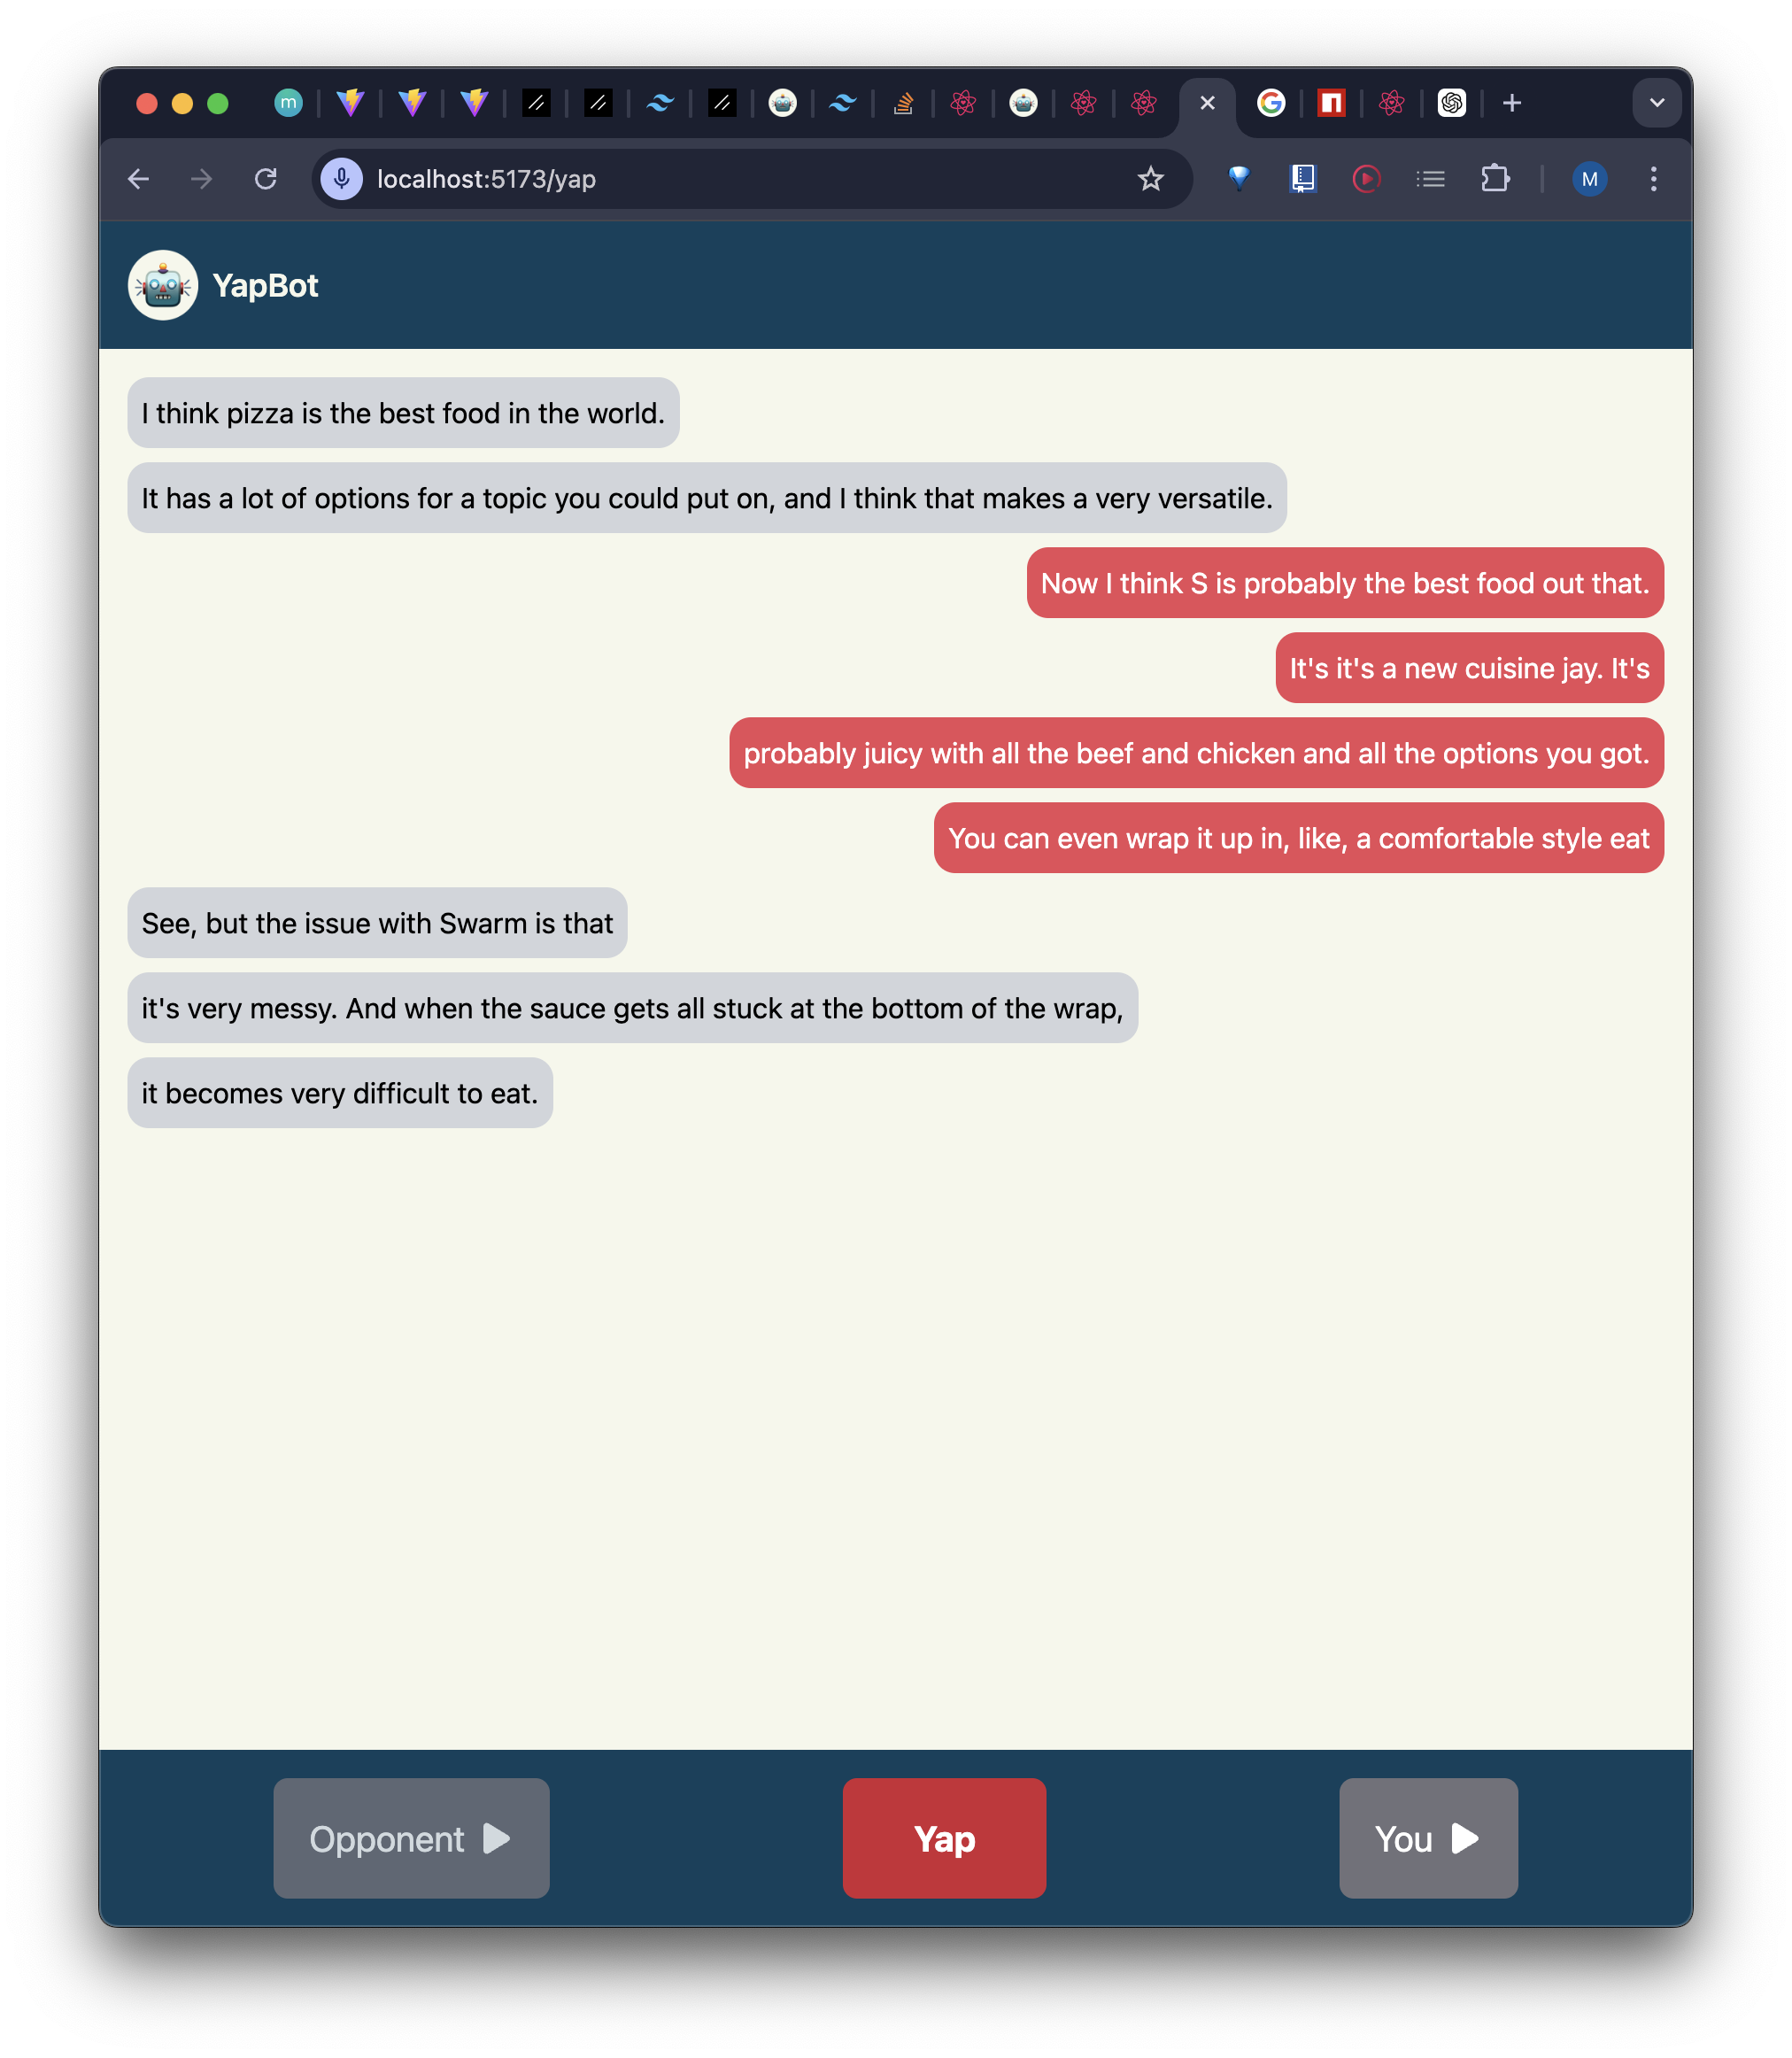 m
localhost:5173/yap
M
YapBot
I think pizza is the best food in the world.
It has a lot of options for a topic you could put on, and I think that makes a very versatile.
Now I think S is probably the best food out that.
It's it's a new cuisine jay. It's
probably juicy with all the beef and chicken and all the options you got.
You can even wrap it up in, like, a comfortable style eat
See, but the issue with Swarm is that
it's very messy. And when the sauce gets all stuck at the bottom of the wrap,
it becomes very difficult to eat.
Opponent
Yap
You